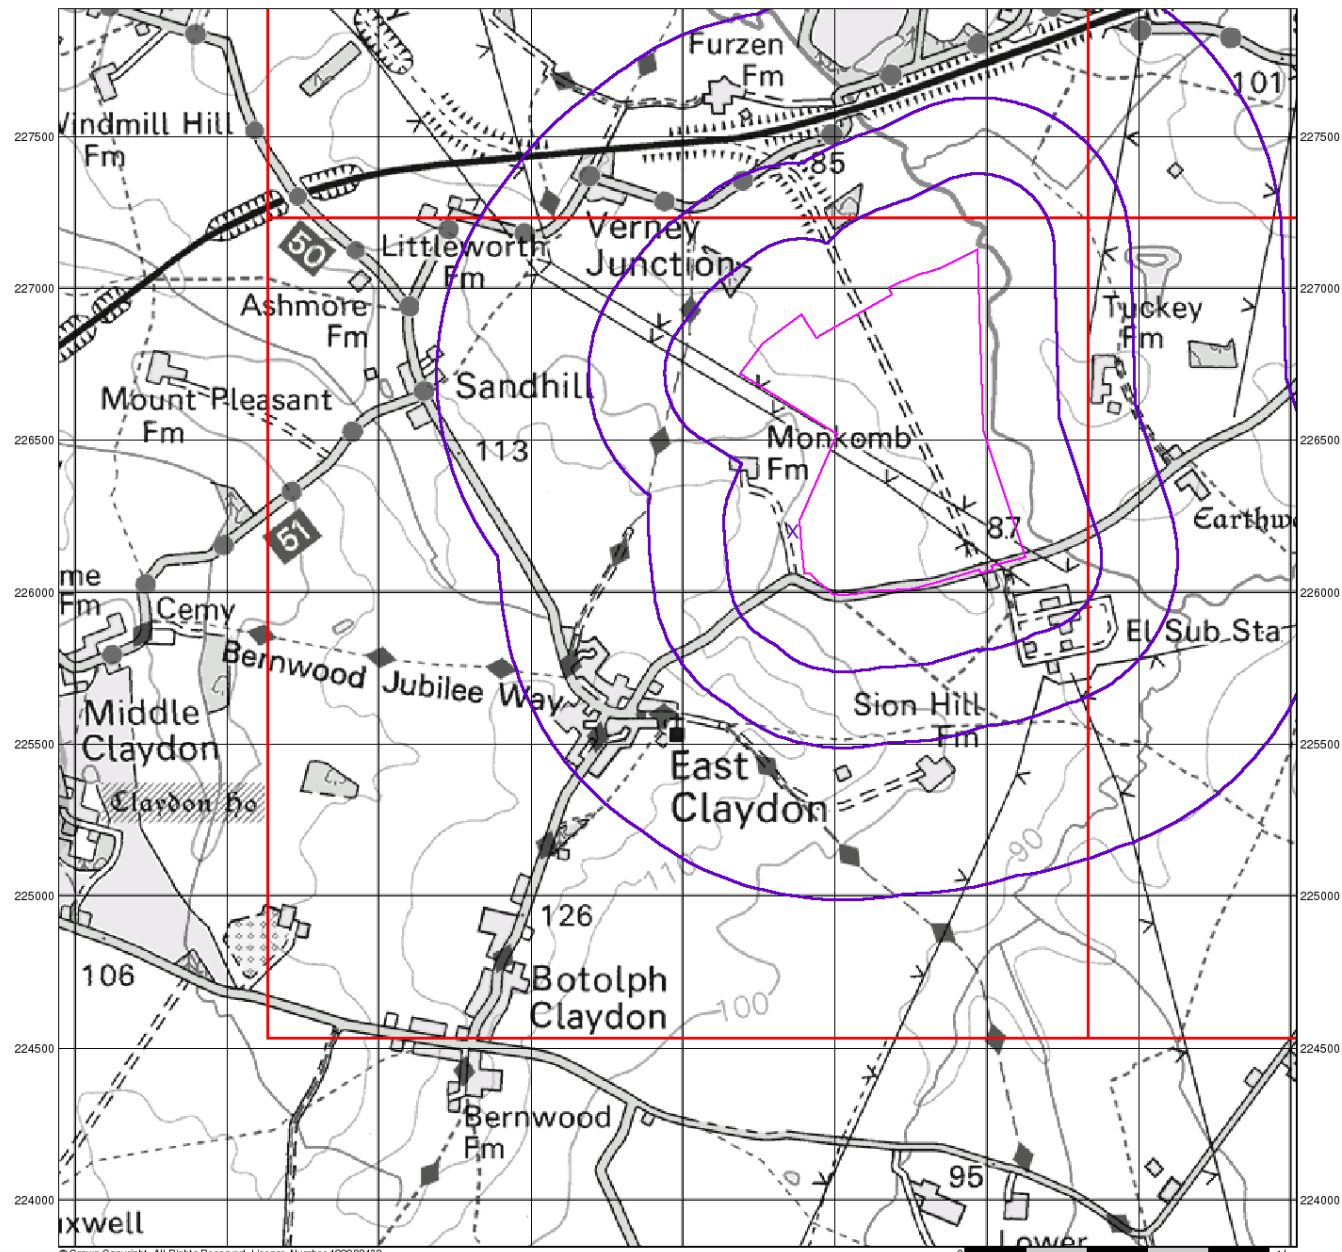 Furzen
Fm
101
Windmill Hill
Fm
227500
227500
85
50
Littleworth
Fm
Verney
Junction
Ashmore
Fm
227000
227000
Tuckey
Fm
Sandhill
Mount Pleasant
Fm
113
Monkomb
Fm
226500
226500
87
51
me
Fm
Cemy
226000
226000
El Sub Sta
Bernwood Jubilee Way
Middle
Claydon
Sion Hill
Fm
225500
225500
East
Claydon
Claydon Ho
90
110
225000
225000
126
106
Botolph
Claydon
100
224500
224500
Bernwood
Fm
95
224000
224000
xwell
Lower